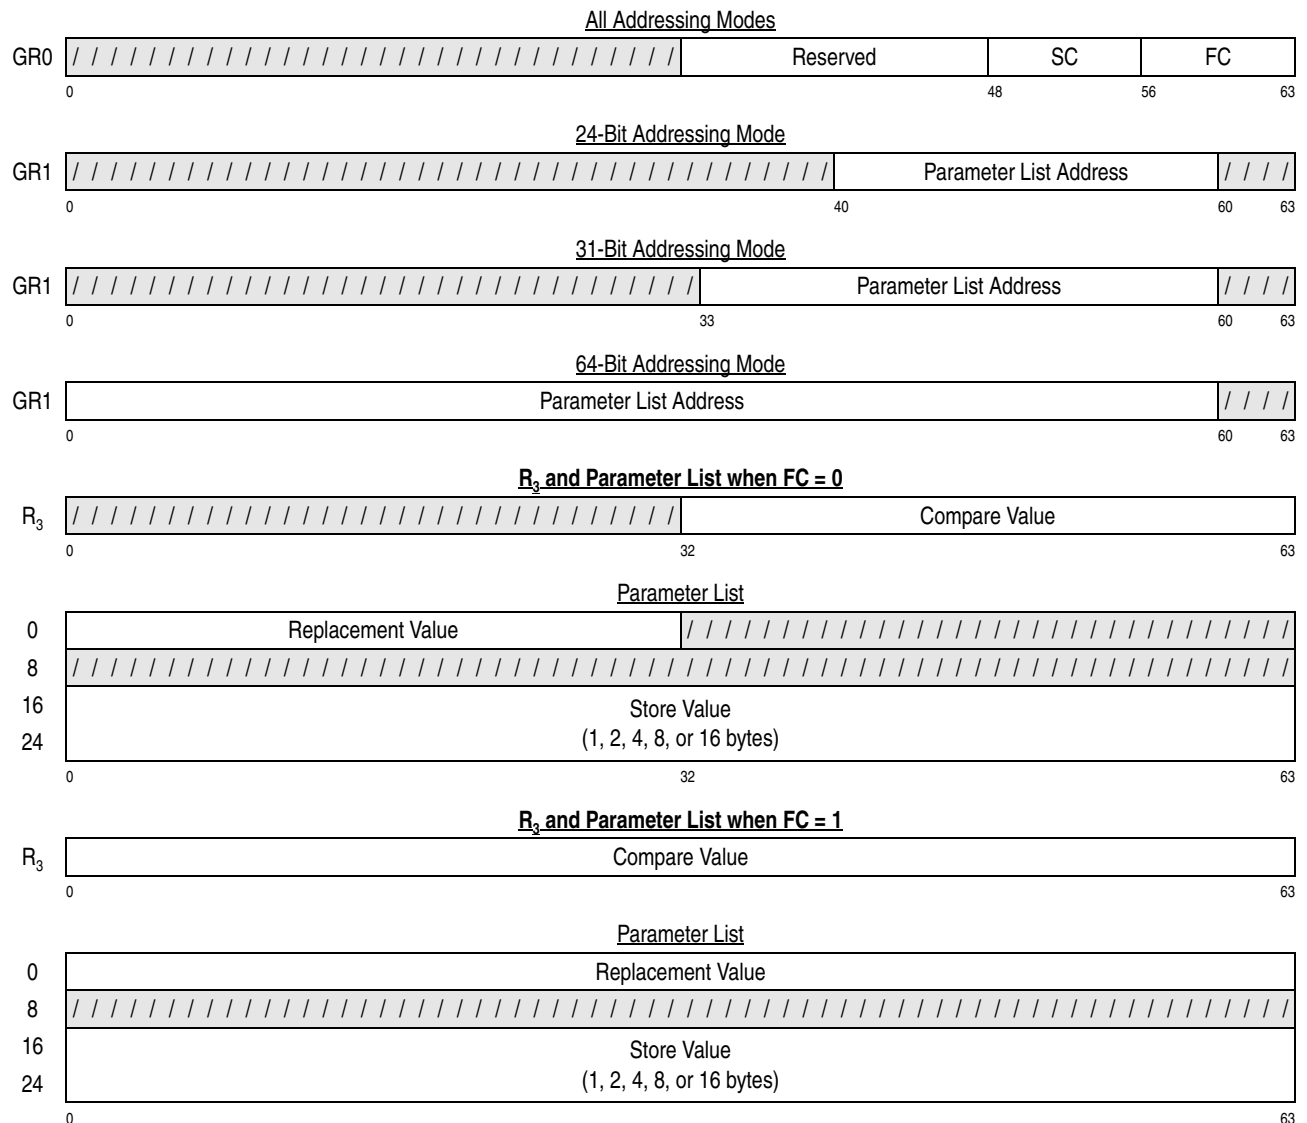 All Addressing Modes
GR0 / / / / / / / / / / / / / / / / / / / / / / / / / / / / / / / / Reserved SC FC
0 48 56 63
24-Bit Addressing Mode
GR1 / / / / / / / / / / / / / / / / / / / / / / / / / / / / / / / / / / / / / / / / Parameter List Address / / / /
0 40 60 63
31-Bit Addressing Mode
GR1 / / / / / / / / / / / / / / / / / / / / / / / / / / / / / / / / / Parameter List Address / / / /
0 33 60 63
64-Bit Addressing Mode
GR1 Parameter List Address / / / /
0 60 63
R3 and Parameter List when FC = 0
R3 / / / / / / / / / / / / / / / / / / / / / / / / / / / / / / / / Compare Value
0 32 63
Parameter List
0 Replacement Value / / / / / / / / / / / / / / / / / / / / / / / / / / / / / / / /
8 / / / / / / / / / / / / / / / / / / / / / / / / / / / / / / / / / / / / / / / / / / / / / / / / / / / / / / / / / / / / / / / /
16 Store Value
24 (1, 2, 4, 8, or 16 bytes)
0 32 63
R3 and Parameter List when FC = 1
R3 Compare Value
0 63
Parameter List
0 Replacement Value
8 / / / / / / / / / / / / / / / / / / / / / / / / / / / / / / / / / / / / / / / / / / / / / / / / / / / / / / / / / / / / / / / /
16 Store Value
24 (1, 2, 4, 8, or 16 bytes)
0 63